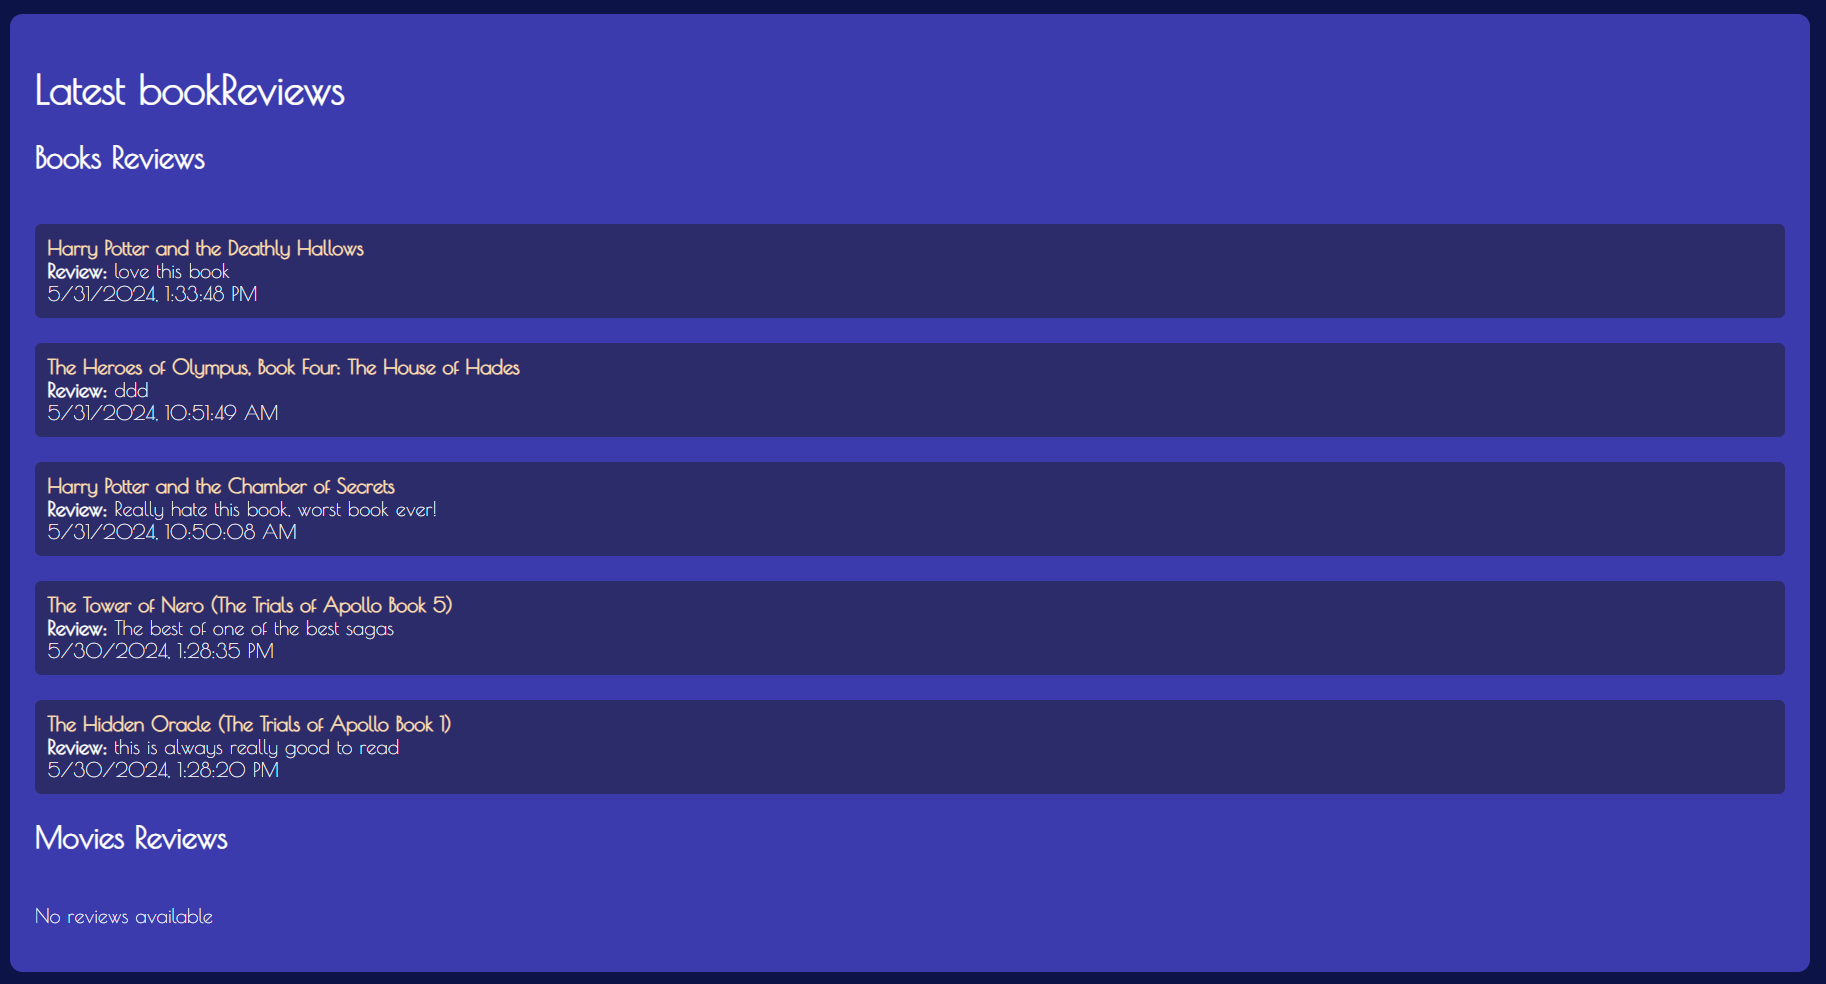 Latest bookReviews
Books Reviews
Harry Potter and the Deathly Hallows
Review: love this book
5/31/2024, 1:33:48 PM
The Heroes of Olympus, Book Four: The House of Hades
Review: ddd
5/31/2024, 10:51:49 AM
Harry Potter and the Chamber of Secrets
Review: Really hate this book, worst book ever!
5/31/2024, 10:50:08 AM
The Tower of Nero (The Trials of Apollo Book 5)
Review: The best of one of the best sagas
5/30/2024, 1:28:35 PM
The Hidden Oracle (The Trials of Apollo Book 1)
Review: this is always really good to read
5/30/2024, 1:28:20 PM
Movies Reviews
No reviews available